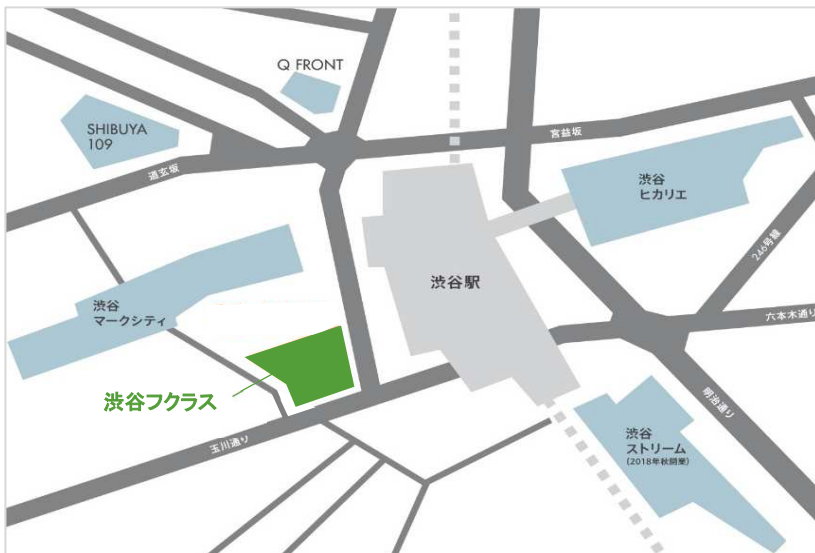 Q FRONT
SHIBUYA
109
宮益坂
道玄坂
渋谷
ヒカリエ
246号線
渋谷駅
渋谷
マークシティ
六本木通り
渋谷フクラス
明治通り
玉川通り
渋谷
ストリーム
(2018年秋開業)